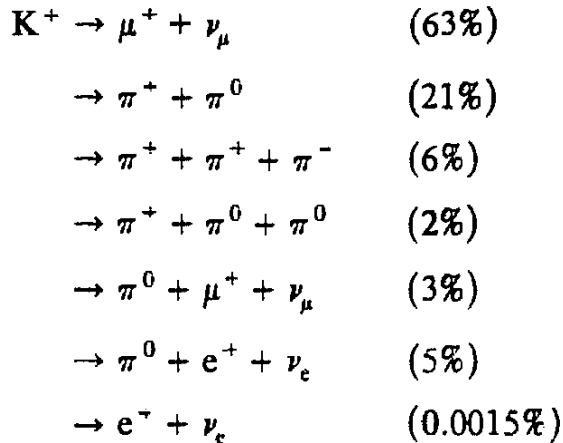 K⁺ → μ⁺ + ν_μ (63%)
→ π⁺ + π⁰ (21%)
→ π⁺ + π⁺ + π⁻ (6%)
→ π⁺ + π⁰ + π⁰ (2%)
→ π⁰ + μ⁺ + ν_μ (3%)
→ π⁰ + e⁺ + ν_e (5%)
→ e⁺ + ν_e (0.0015%)